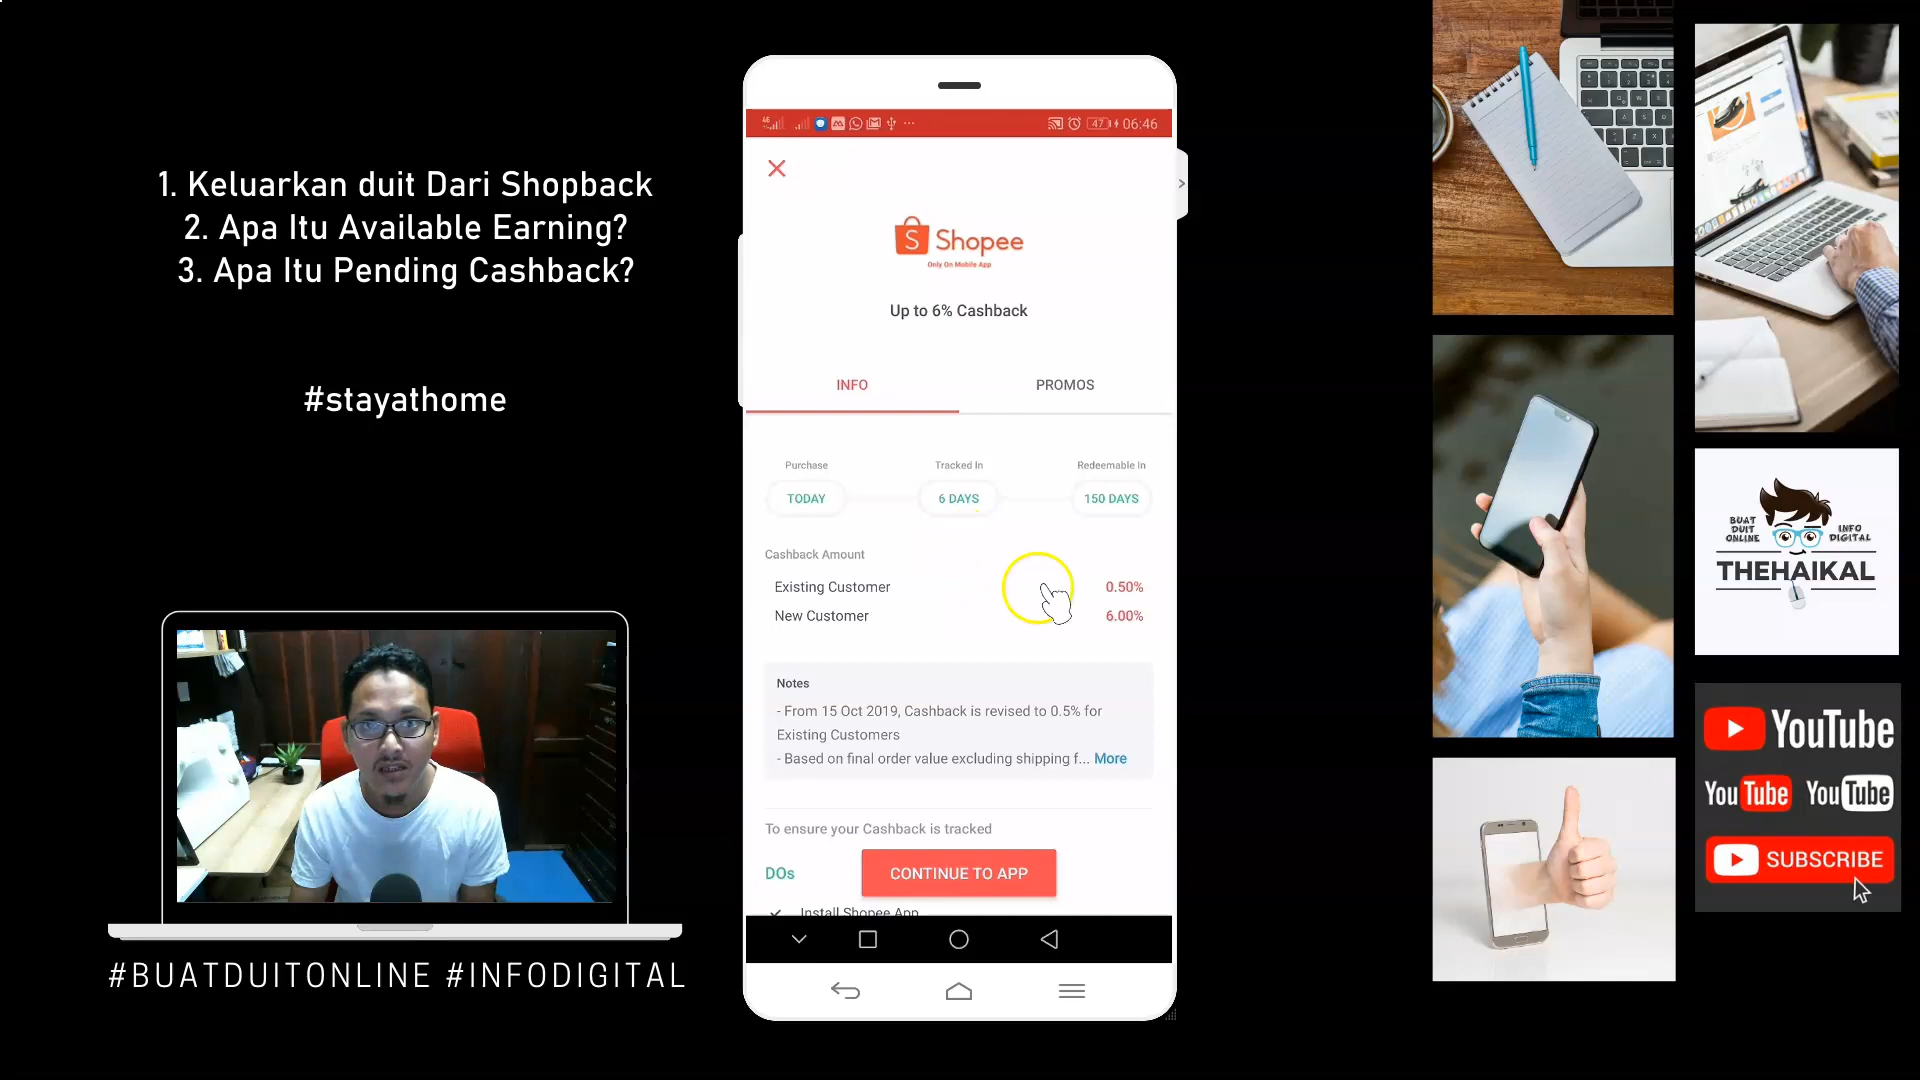 1. Keluarkan duit Dari Shopback
2. Apa Itu Available Earning?
3. Apa Itu Pending Cashback?
#stayathome
#BUATDUITONLINE #INFODIGITAL
46
47
06:46
S Shopee
Only On Mobile App
Up to 6% Cashback
INFO
PROMOS
Purchase
Tracked In
Redeemable In
TODAY
6 DAYS
150 DAYS
Cashback Amount
Existing Customer
0.50%
New Customer
6.00%
Notes
- From 15 Oct 2019, Cashback is revised to 0.5% for
Existing Customers
- Based on final order value excluding shipping f... More
To ensure your Cashback is tracked
DOs
CONTINUE TO APP
Install Shopee App
BUAT
DUIT
ONLINE
INFO
DIGITAL
THEHAIKAL
YouTube
YouTube YouTube
SUBSCRIBE